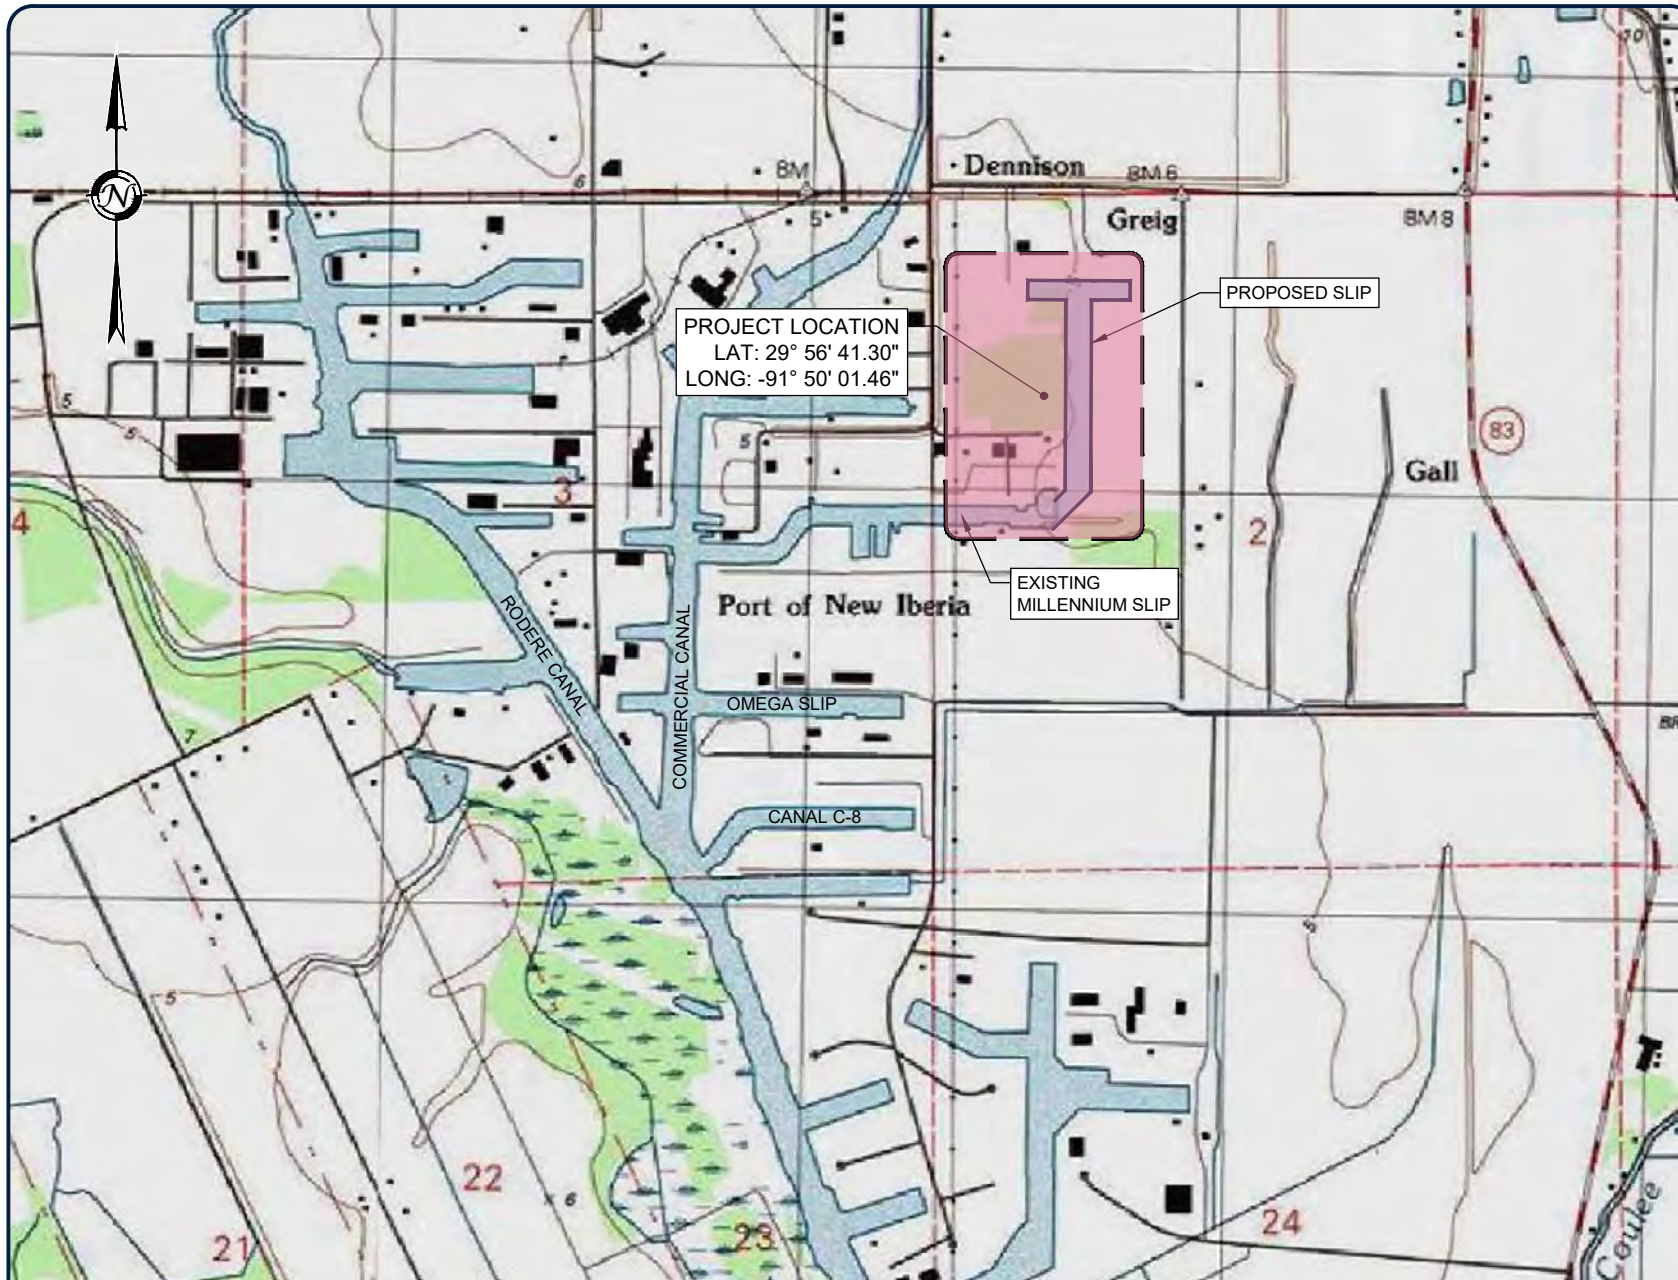 10
N
6
BM
5
Dennison
BM 6
Greig
BM 8
PROPOSED SLIP
PROJECT LOCATION
LAT: 29° 56' 41.30"
LONG: -91° 50' 01.46"
5
5
5
83
Gall
3
4
2
EXISTING
MILLENNIUM SLIP
Port of New Iberia
RODERE CANAL
COMMERCIAL CANAL
OMEGA SLIP
7
CANAL C-8
5
5
22
6
21
23
24
Coulee